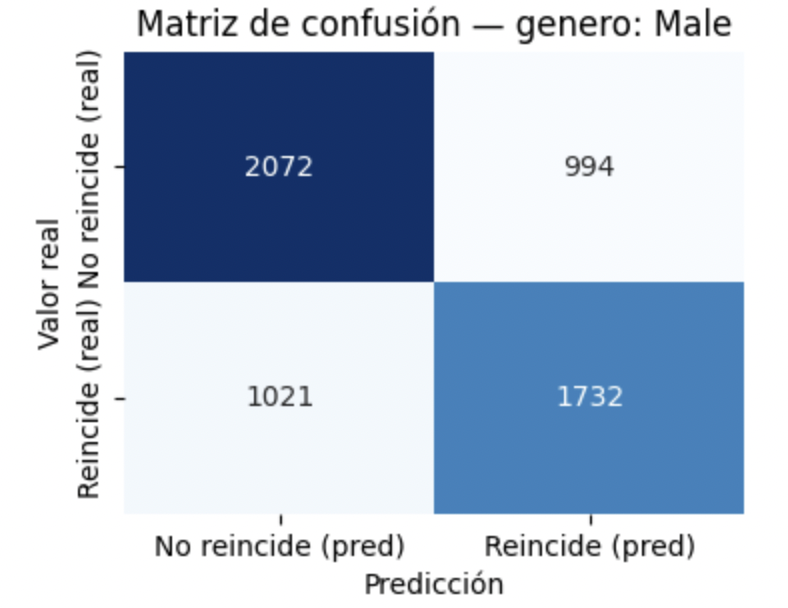 Matriz de confusión — genero: Male
Valor real
No reincide (real)
Reincide (real)
2072
994
1021
1732
No reincide (pred)
Reincide (pred)
Predicción